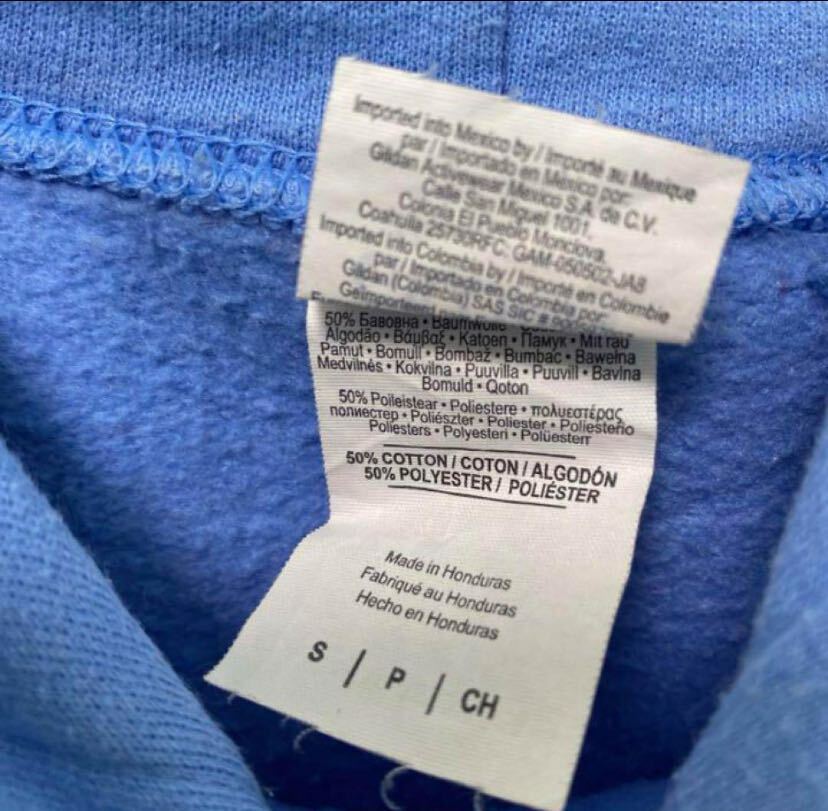 Imported into Mexico by / Importé au Mexique
par / Importado en México por:
Gildan Activewear Mexico S.A. de C.V.
Calle San Miguel 1001,
Colonia El Pueblo Monclova,
Coahuila 25730RFC: GAM-050502-JA8
Imported into Colombia by / Importé en Colombie
par / Importado en Colombia por:
Gildan (Colombia) SAS SIC #
50% Бавовна • Baumwolle
Algodão • Βάμβαξ • Katoen • Памук • Mit rau
Pamut • Bomull • Bombaž • Bumbac • Bawełna
Medvilnės • Kokvilna • Puuvilla • Puuvill • Bavlna
Bomuld • Qoton
50% Poileistear • Poliestere • πολυεστέρας
полиестер • Poliészter • Poliester • Poliesteño
Poliesters • Polyesteri • Polüesterr
50% COTTON / COTON / ALGODÓN
50% POLYESTER / POLIÉSTER
Made in Honduras
Fabriqué au Honduras
Hecho en Honduras
S / P / CH